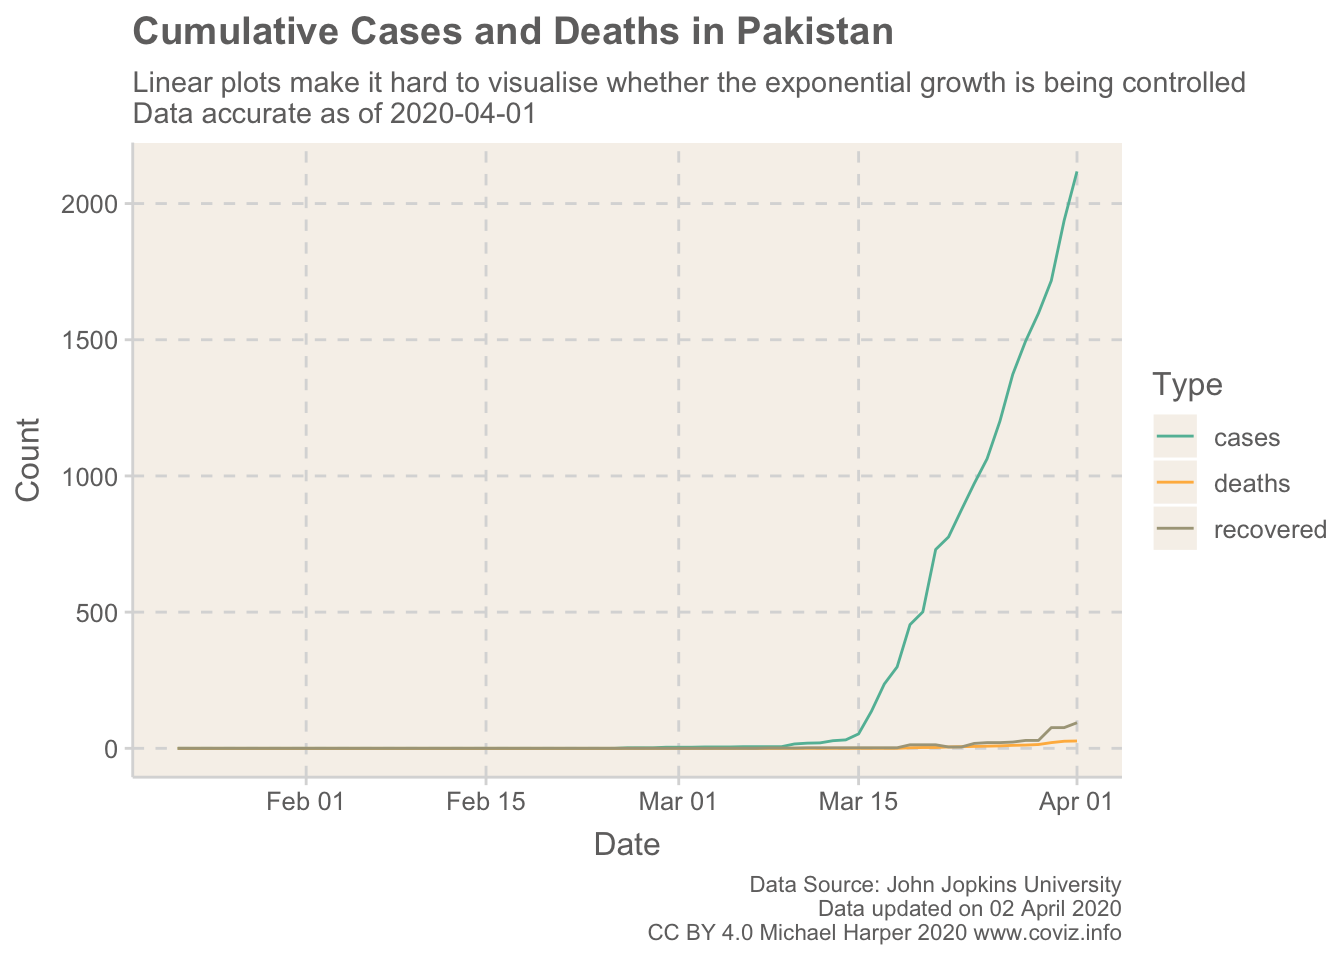 Cumulative Cases and Deaths in Pakistan
Linear plots make it hard to visualise whether the exponential growth is being controlled
Data accurate as of 2020-04-01
Count
2000
1500
1000
500
0
Feb 01
Feb 15
Mar 01
Mar 15
Apr 01
Date
Type
cases
deaths
recovered
Data Source: John Jopkins University
Data updated on 02 April 2020
CC BY 4.0 Michael Harper 2020 www.coviz.info